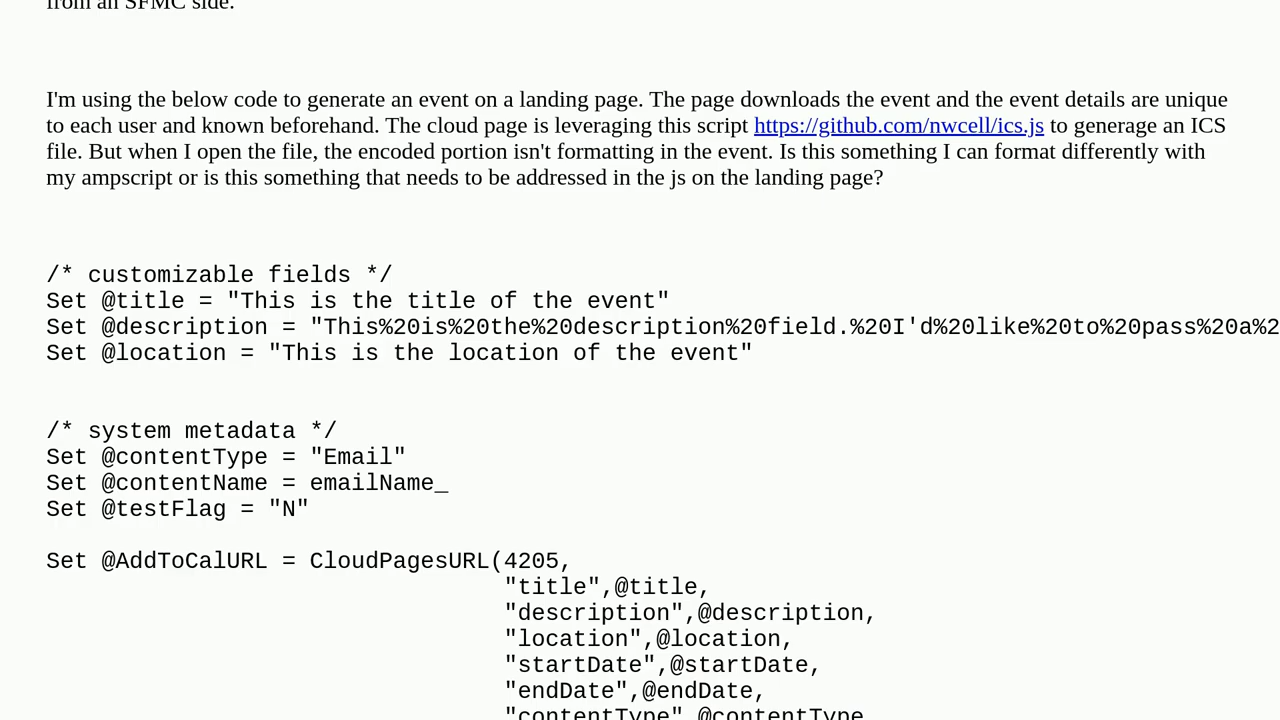 from an SFMC side.
I'm using the below code to generate an event on a landing page. The page downloads the event and the event details are unique
to each user and known beforehand. The cloud page is leveraging this script https://github.com/nwcell/ics.js to generage an ICS
file. But when I open the file, the encoded portion isn't formatting in the event. Is this something I can format differently with
my ampscript or is this something that needs to be addressed in the js on the landing page?
/* customizable fields */
Set @title = "This is the title of the event"
Set @description = "This%20is%20the%20description%20field.%20I'd%20like%20to%20pass%20a%2
Set @location = "This is the location of the event"
/* system metadata */
Set @contentType = "Email"
Set @contentName = emailName_
Set @testFlag = "N"
Set @AddToCalURL = CloudPagesURL(4205,
"title",@title,
"description",@description,
"location",@location,
"startDate",@startDate,
"endDate",@endDate,
"contentType",@contentType,